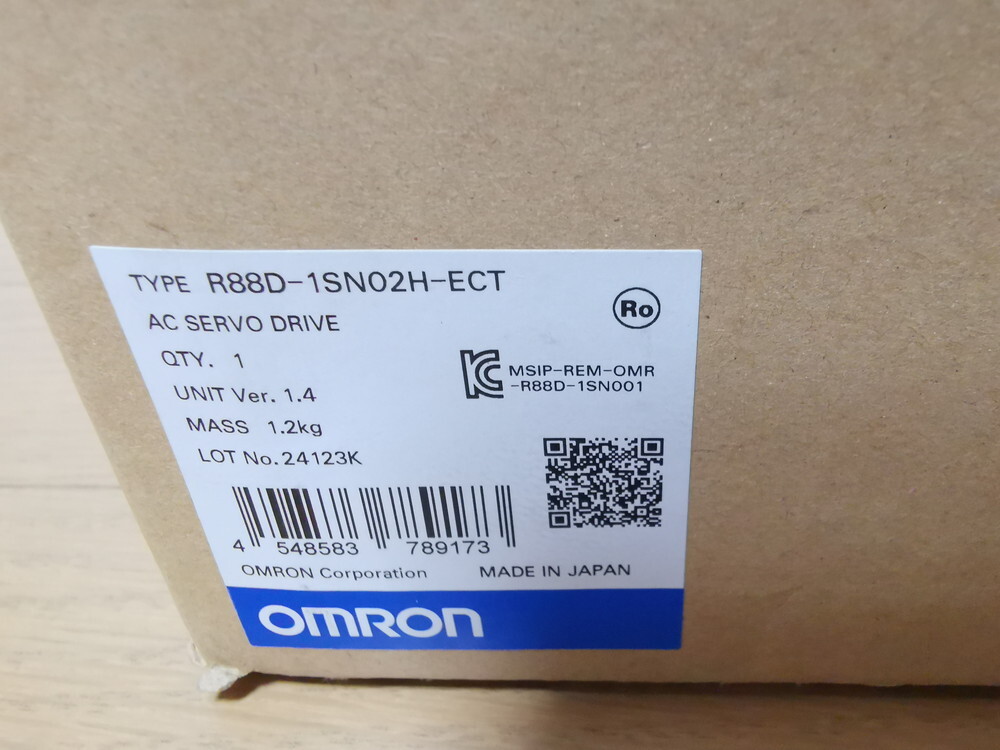 TYPE R88D-1SN02H-ECT
AC SERVO DRIVE
Ro
QTY. 1
MSIP-REM-OMR
-R88D-1SN001
UNIT Ver. 1.4
MASS 1.2kg
LOT No. 24123K
4 548583 789173
OMRON Corporation MADE IN JAPAN
OMRON